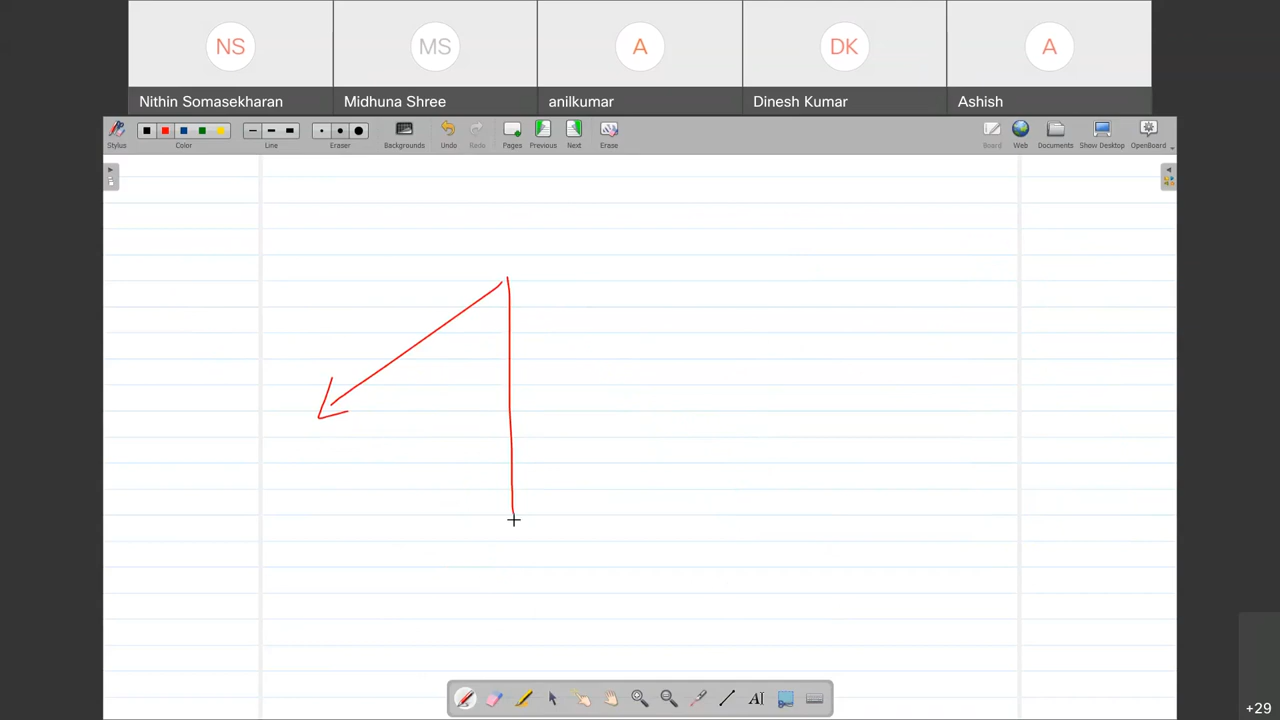 NS
MS
A
DK
A
Nithin Somasekharan
Midhuna Shree
anilkumar
Dinesh Kumar
Ashish
Stylus
Color
Line
Eraser
Backgrounds
Undo
Redo
Pages
Previous
Next
Erase
Board
Web
Documents
Show Desktop
OpenBoard
AI
+29